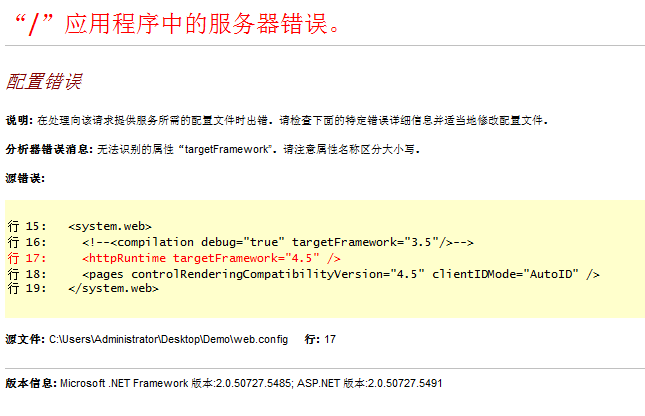 “/”应用程序中的服务器错误。
配置错误
说明: 在处理向该请求提供服务所需的配置文件时出错。请检查下面的特定错误详细信息并适当地修改配置文件。
分析器错误消息: 无法识别的属性“targetFramework”。请注意属性名称区分大小写。
源错误:
行 15:   <system.web>
行 16:     <!--<compilation debug="true" targetFramework="3.5"/>-->
行 17:     <httpRuntime targetFramework="4.5" />
行 18:     <pages controlRenderingCompatibilityVersion="4.5" clientIDMode="AutoID" />
行 19:   </system.web>
源文件: C:\Users\Administrator\Desktop\Demo\web.config    行: 17
版本信息: Microsoft .NET Framework 版本:2.0.50727.5485; ASP.NET 版本:2.0.50727.5491